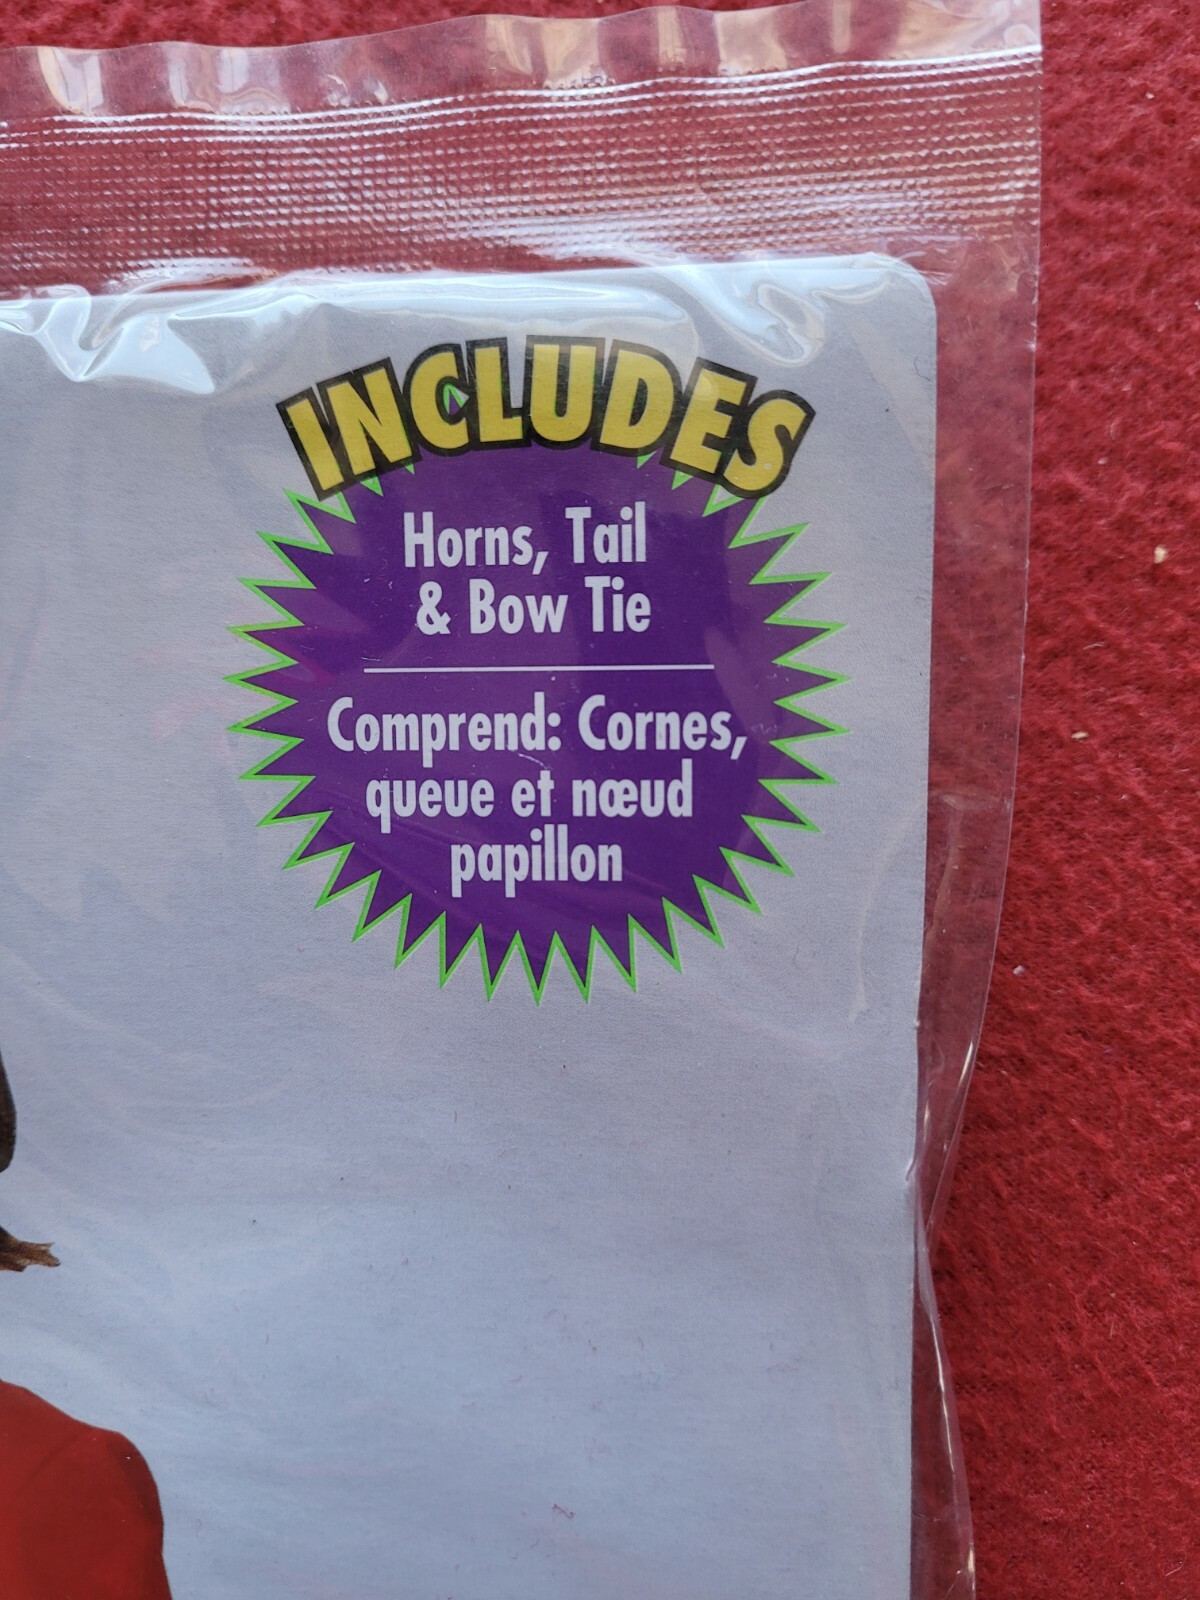 INCLUDES
Horns, Tail
& Bow Tie
Comprend: Cornes,
queue et nœud
papillon